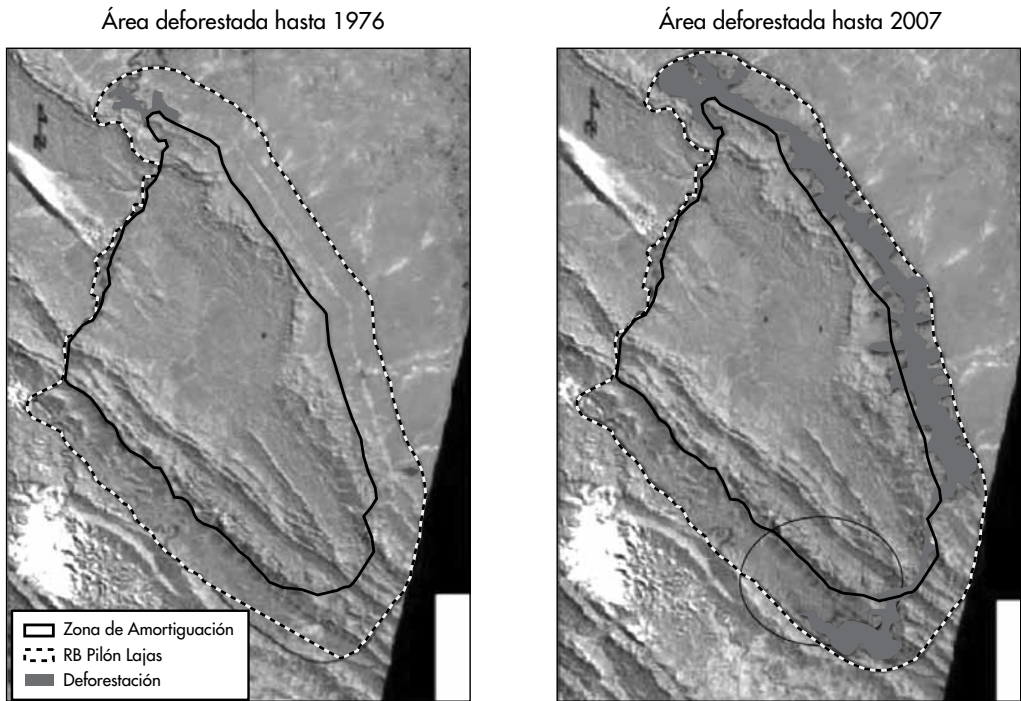 Área deforestada hasta 1976
Área deforestada hasta 2007
Zona de Amortiguación
RB Pilón Lajas
Deforestación